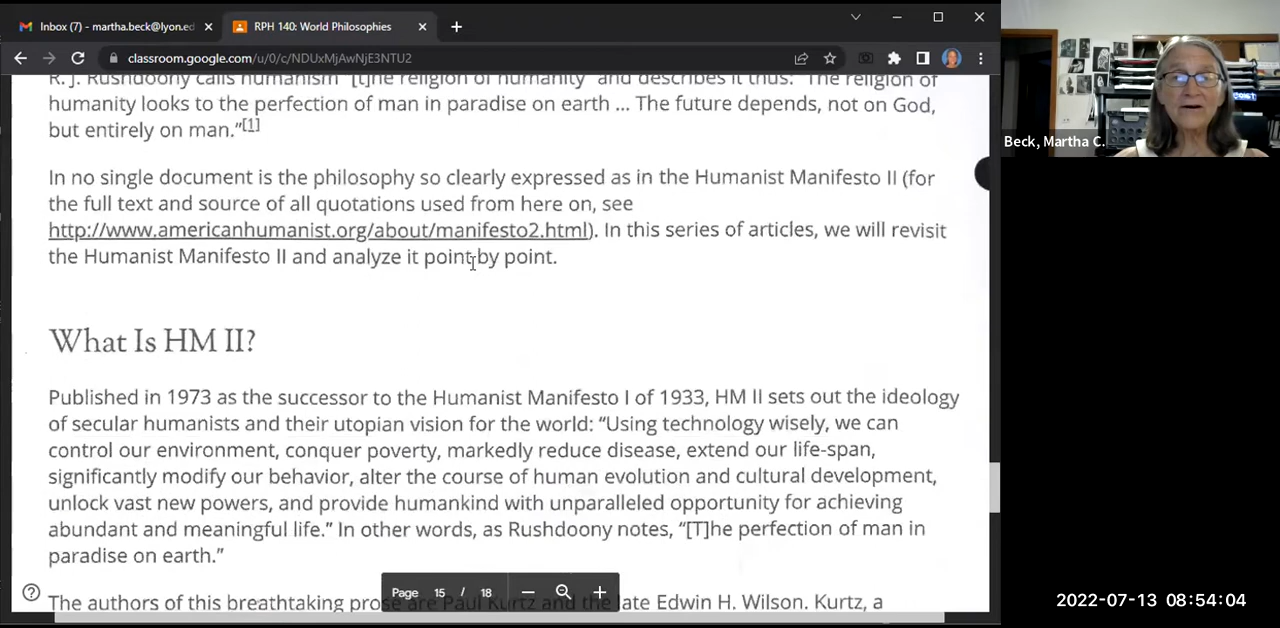 Inbox (7) - martha.beck@lyon.ed
RPH 140: World Philosophies
classroom.google.com/u/0/c/NDUxMjAwNjE3NTU2
R. J. Rushdoony calls humanism "[t]he religion of humanity" and describes it thus: "The religion of
humanity looks to the perfection of man in paradise on earth ... The future depends, not on God,
but entirely on man."[1]
In no single document is the philosophy so clearly expressed as in the Humanist Manifesto II (for
the full text and source of all quotations used from here on, see
http://www.americanhumanist.org/about/manifesto2.html). In this series of articles, we will revisit
the Humanist Manifesto II and analyze it point by point.
What Is HM II?
Published in 1973 as the successor to the Humanist Manifesto I of 1933, HM II sets out the ideology
of secular humanists and their utopian vision for the world: "Using technology wisely, we can
control our environment, conquer poverty, markedly reduce disease, extend our life-span,
significantly modify our behavior, alter the course of human evolution and cultural development,
unlock vast new powers, and provide humankind with unparalleled opportunity for achieving
abundant and meaningful life." In other words, as Rushdoony notes, "[T]he perfection of man in
paradise on earth."
The authors of this breathtaking prose are Paul Kurtz and the late Edwin H. Wilson. Kurtz, a
Page 15 / 18
Beck, Martha C.
2022-07-13 08:54:04